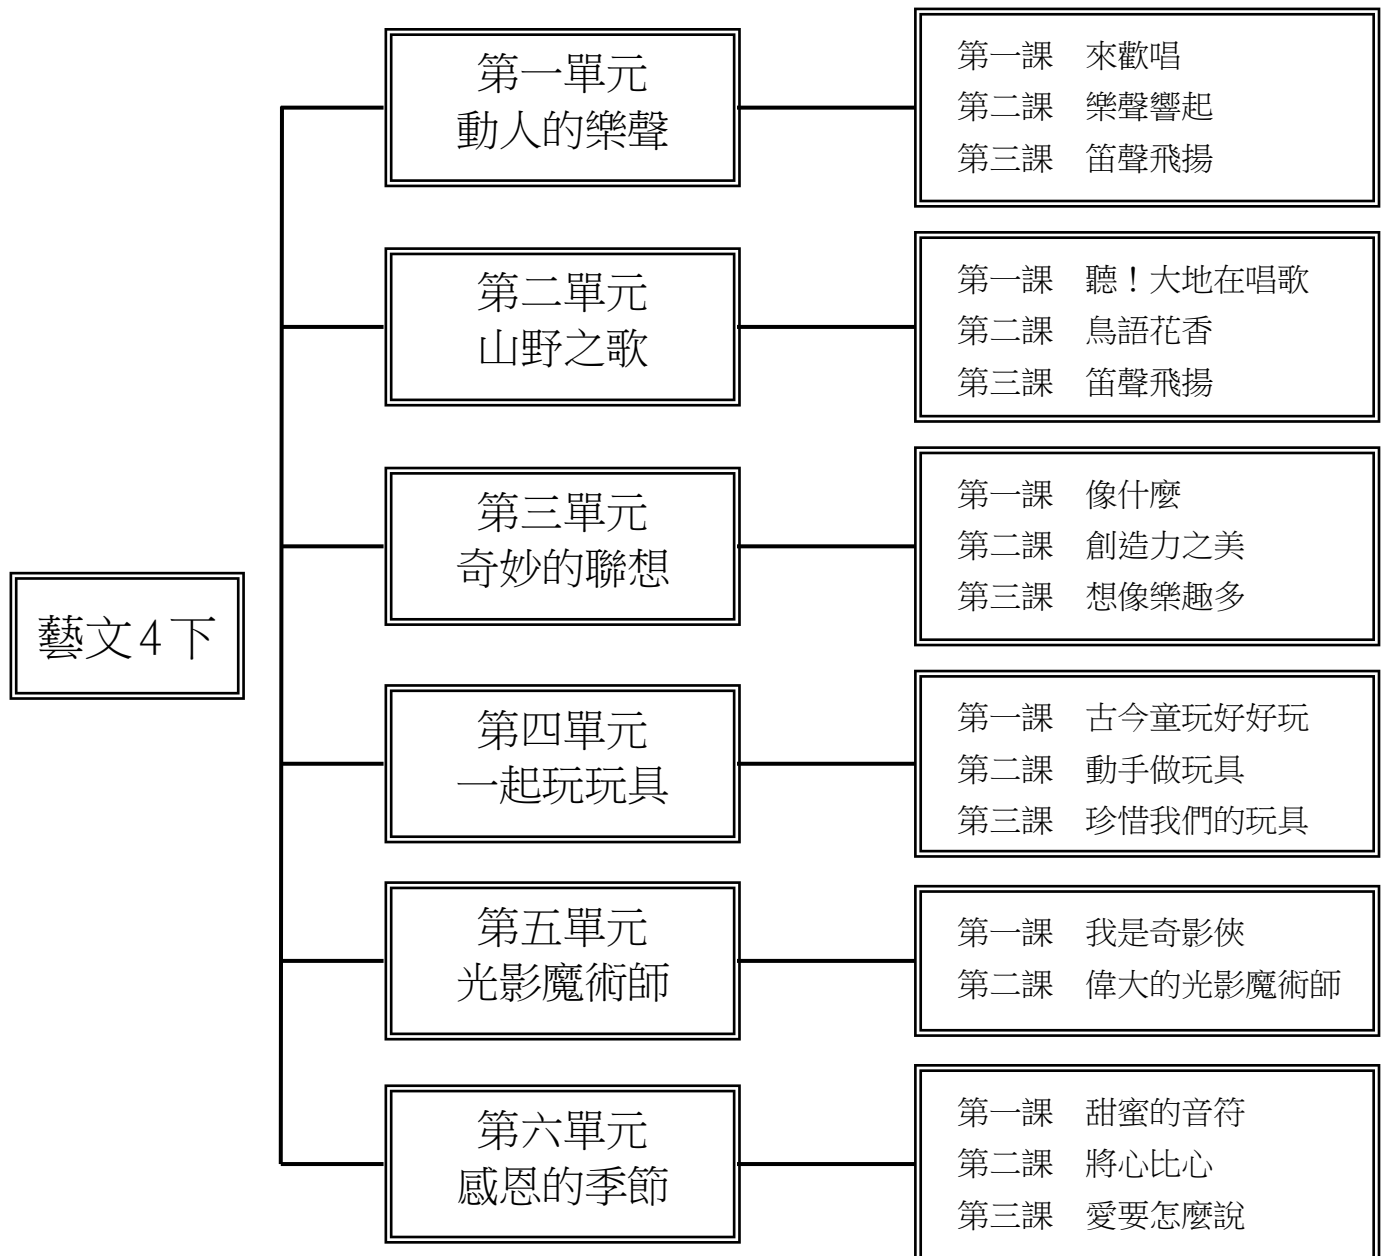 藝文4下
第一單元
動人的樂聲
第一課 來歡唱
第二課 樂聲響起
第三課 笛聲飛揚
第二單元
山野之歌
第一課 聽！大地在唱歌
第二課 鳥語花香
第三課 笛聲飛揚
第三單元
奇妙的聯想
第一課 像什麼
第二課 創造力之美
第三課 想像樂趣多
第四單元
一起玩玩具
第一課 古今童玩好好玩
第二課 動手做玩具
第三課 珍惜我們的玩具
第五單元
光影魔術師
第一課 我是奇影俠
第二課 偉大的光影魔術師
第六單元
感恩的季節
第一課 甜蜜的音符
第二課 將心比心
第三課 愛要怎麼說